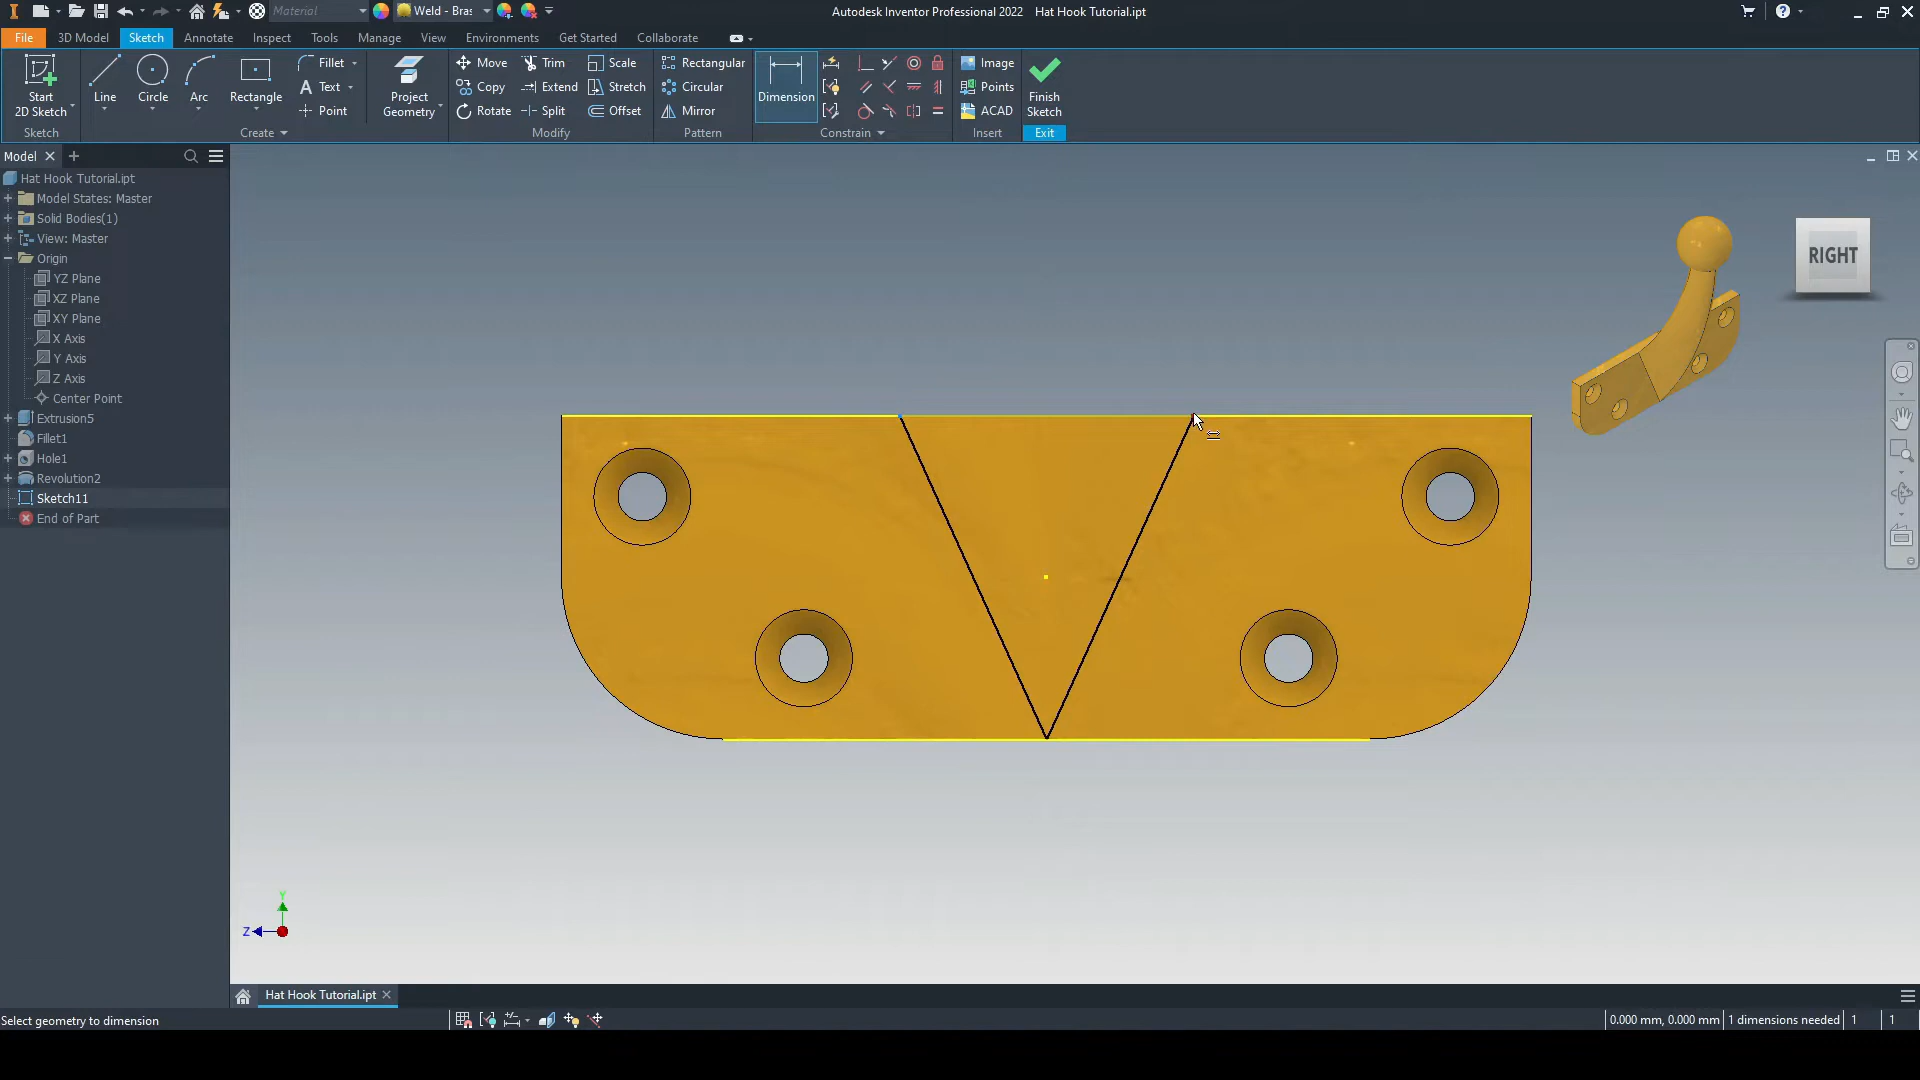 Material
Weld - Bras
Autodesk Inventor Professional 2022 Hat Hook Tutorial.ipt
File 3D Model Sketch Annotate Inspect Tools Manage View Environments Get Started Collaborate
Start
2D Sketch
Line
Circle
Arc
Rectangle
Fillet
Text
Point
Project
Geometry
Move
Copy
Rotate
Trim
Extend
Split
Scale
Stretch
Offset
Rectangular
Circular
Mirror
Dimension
Image
Points
ACAD
Finish
Sketch
Sketch Create Modify Pattern Constrain Insert Exit
Model
Hat Hook Tutorial.ipt
Model States: Master
Solid Bodies(1)
View: Master
Origin
YZ Plane
XZ Plane
XY Plane
X Axis
Y Axis
Z Axis
Center Point
Extrusion5
Fillet1
Hole1
Revolution2
Sketch11
End of Part
RIGHT
Y
Z
Hat Hook Tutorial.ipt
Select geometry to dimension
0.000 mm, 0.000 mm 1 dimensions needed 1 1